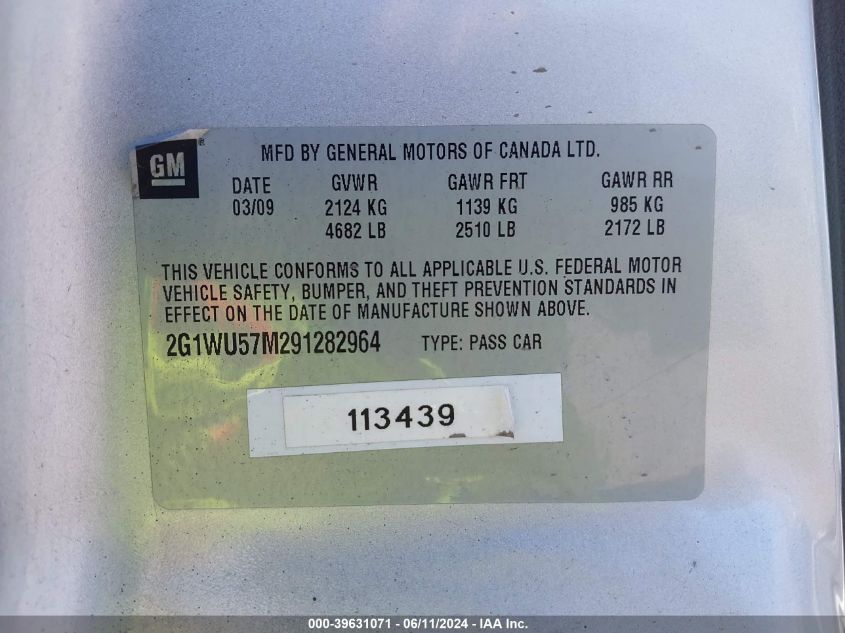 GM®
MFD BY GENERAL MOTORS OF CANADA LTD.
DATE GVWR GAWR FRT GAWR RR
03/09 2124 KG 1139 KG 985 KG
4682 LB 2510 LB 2172 LB
THIS VEHICLE CONFORMS TO ALL APPLICABLE U.S. FEDERAL MOTOR
VEHICLE SAFETY, BUMPER, AND THEFT PREVENTION STANDARDS IN
EFFECT ON THE DATE OF MANUFACTURE SHOWN ABOVE.
2G1WU57M291282964 TYPE: PASS CAR
113439
000-39631071 - 06/11/2024 - IAA Inc.